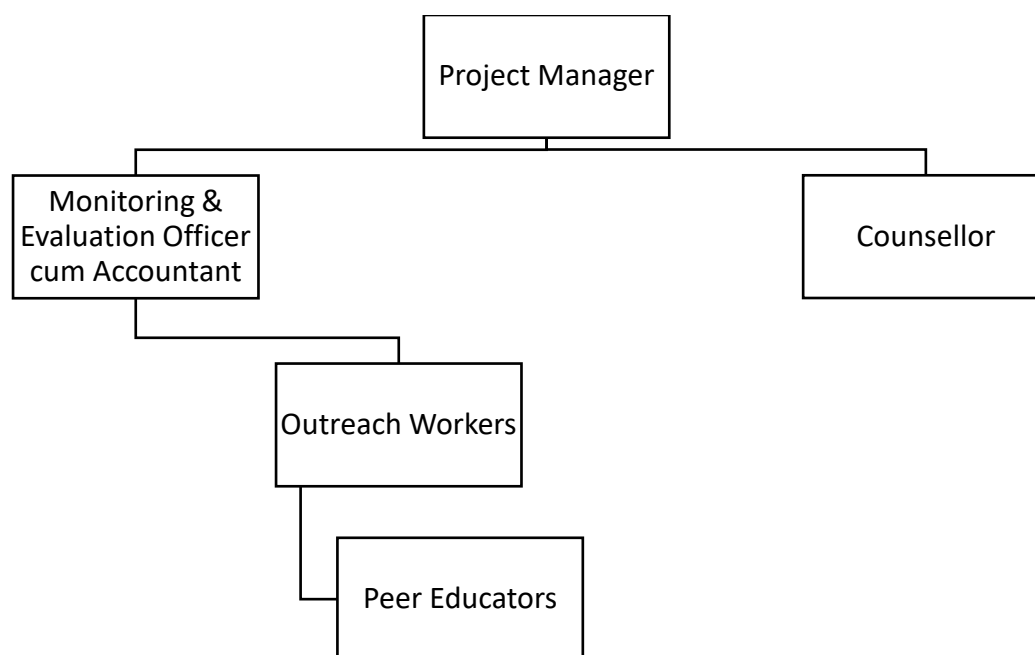 Project Manager
Monitoring &
Evaluation Officer
cum Accountant
Counsellor
Outreach Workers
Peer Educators